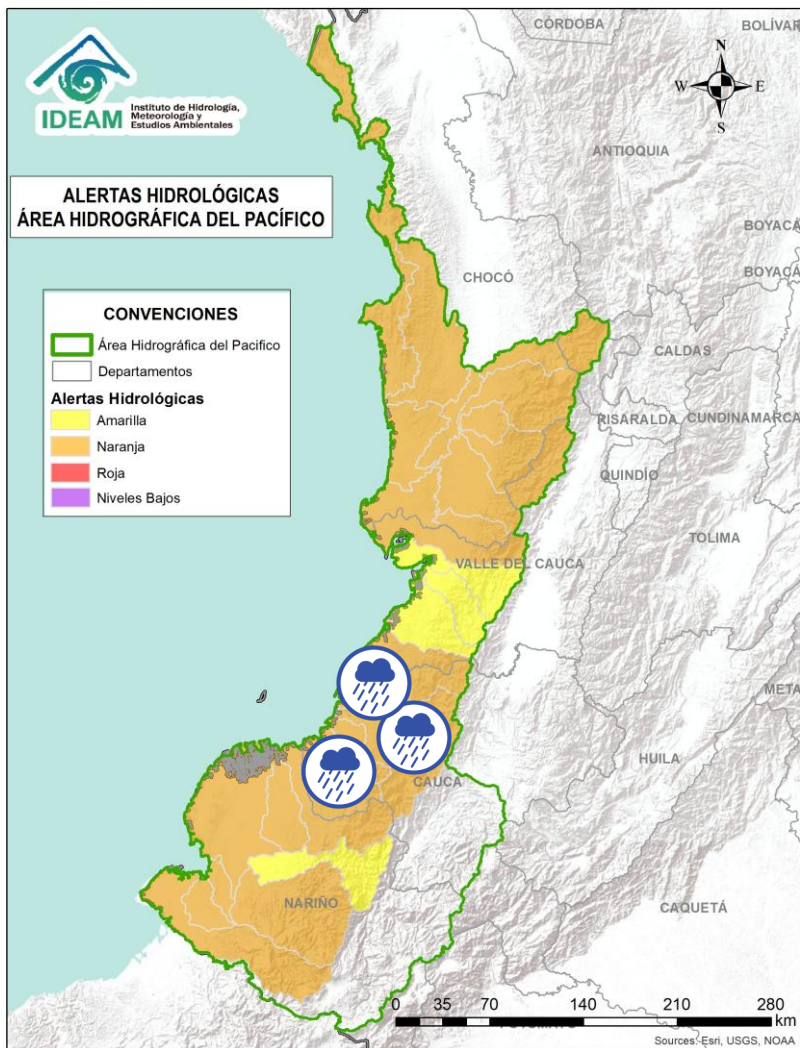 CÓRDOBA
BOLÍVAR
N
W
E
S
IDEAM
Instituto de Hidrología,
Meteorología y
Estudios Ambientales
ANTIOQUIA
ALERTAS HIDROLÓGICAS
ÁREA HIDROGRÁFICA DEL PACÍFICO
BOYACÁ
BOYACÁ
CHOCÓ
CONVENCIONES
Área Hidrográfica del Pacifico
Departamentos
Alertas Hidrológicas
Amarilla
Naranja
Roja
Niveles Bajos
CALDAS
RISARALDA
CUNDINAMARCA
QUINDÍO
TOLIMA
VALLE DEL CAUCA
META
HUILA
CAUCA
NARIÑO
CAQUETÁ
0 35 70 140 210 280
km
Sources: Esri, USGS, NOAA